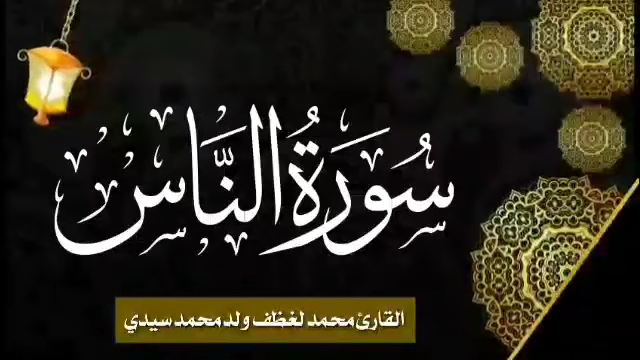 سُورَةُ النَّاسِ
القارئ محمد لغظف ولد محمد سيدي